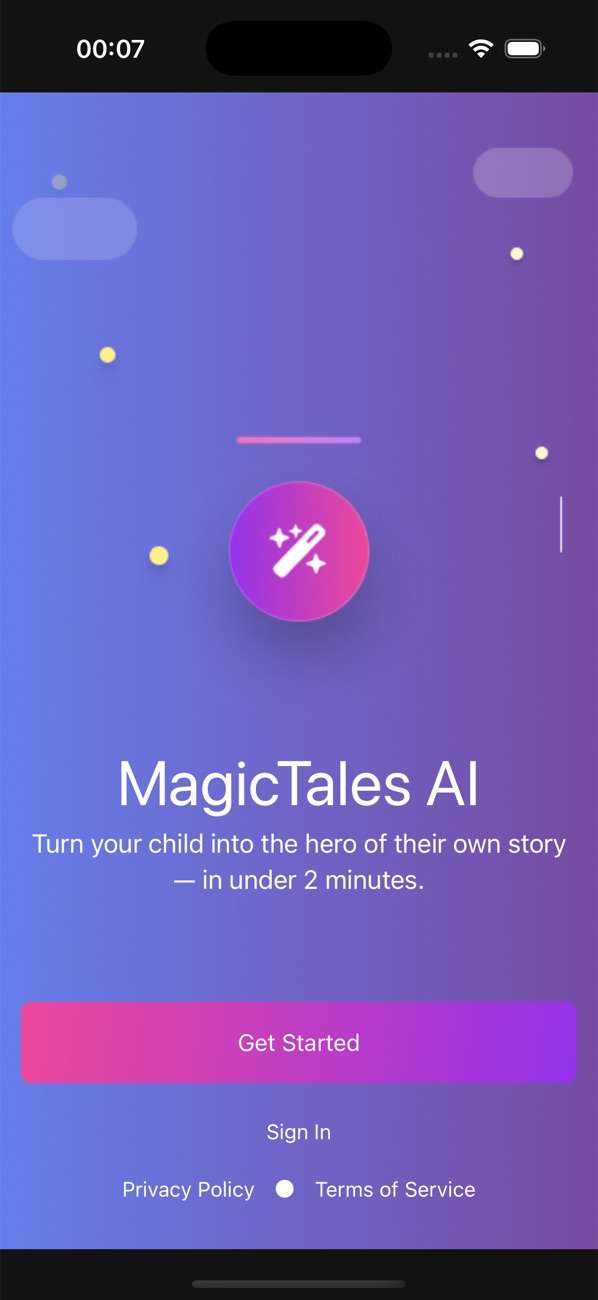 00:07
MagicTales AI
Turn your child into the hero of their own story
— in under 2 minutes.
Get Started
Sign In
Privacy Policy
Terms of Service